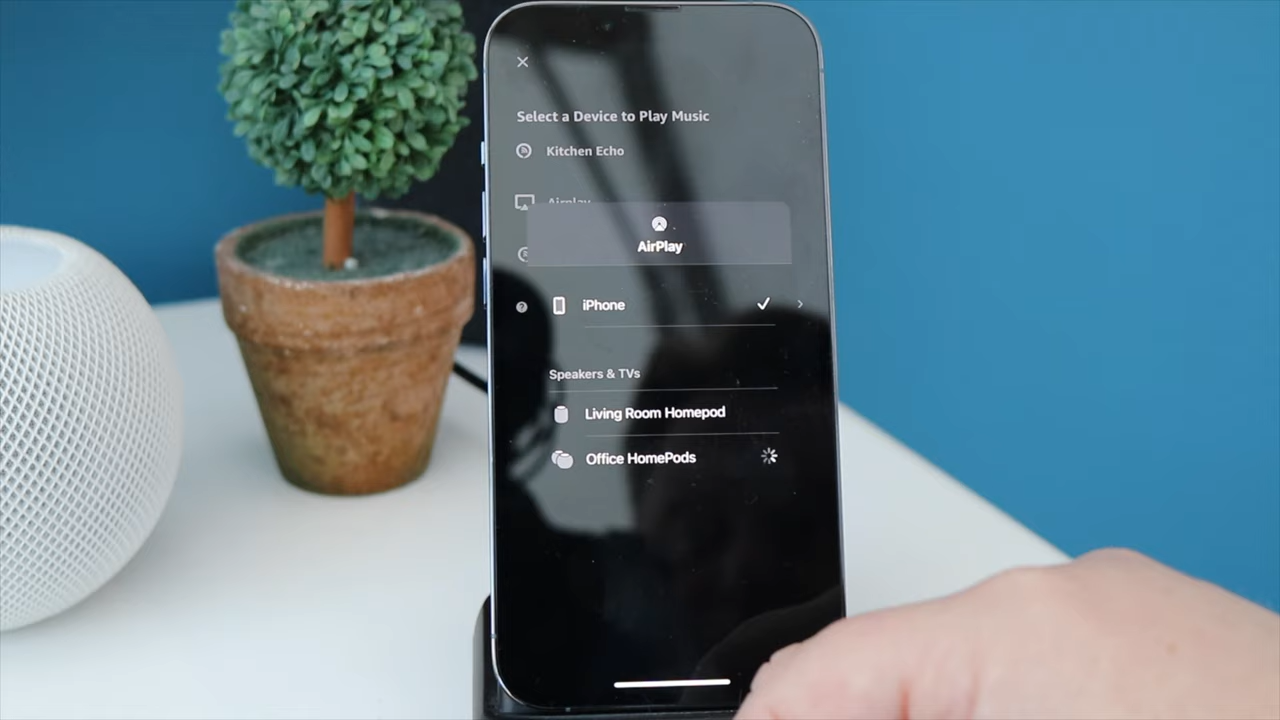 Select a Device to Play Music
Kitchen Echo
Airplay
AirPlay
iPhone
Speakers & TVs
Living Room Homepod
Office HomePods